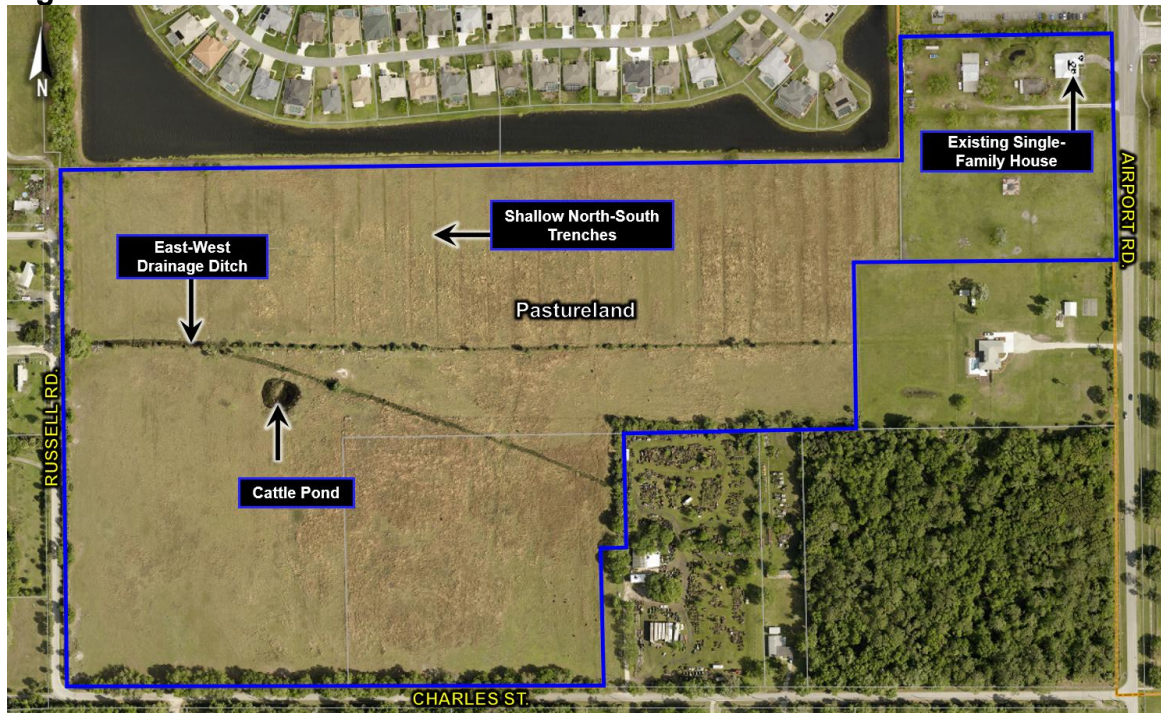 N
Existing Single-
Family House
AIRPORT RD.
Shallow North-South
Trenches
East-West
Drainage Ditch
Pastureland
RUSSELL RD.
Cattle Pond
CHARLES ST.